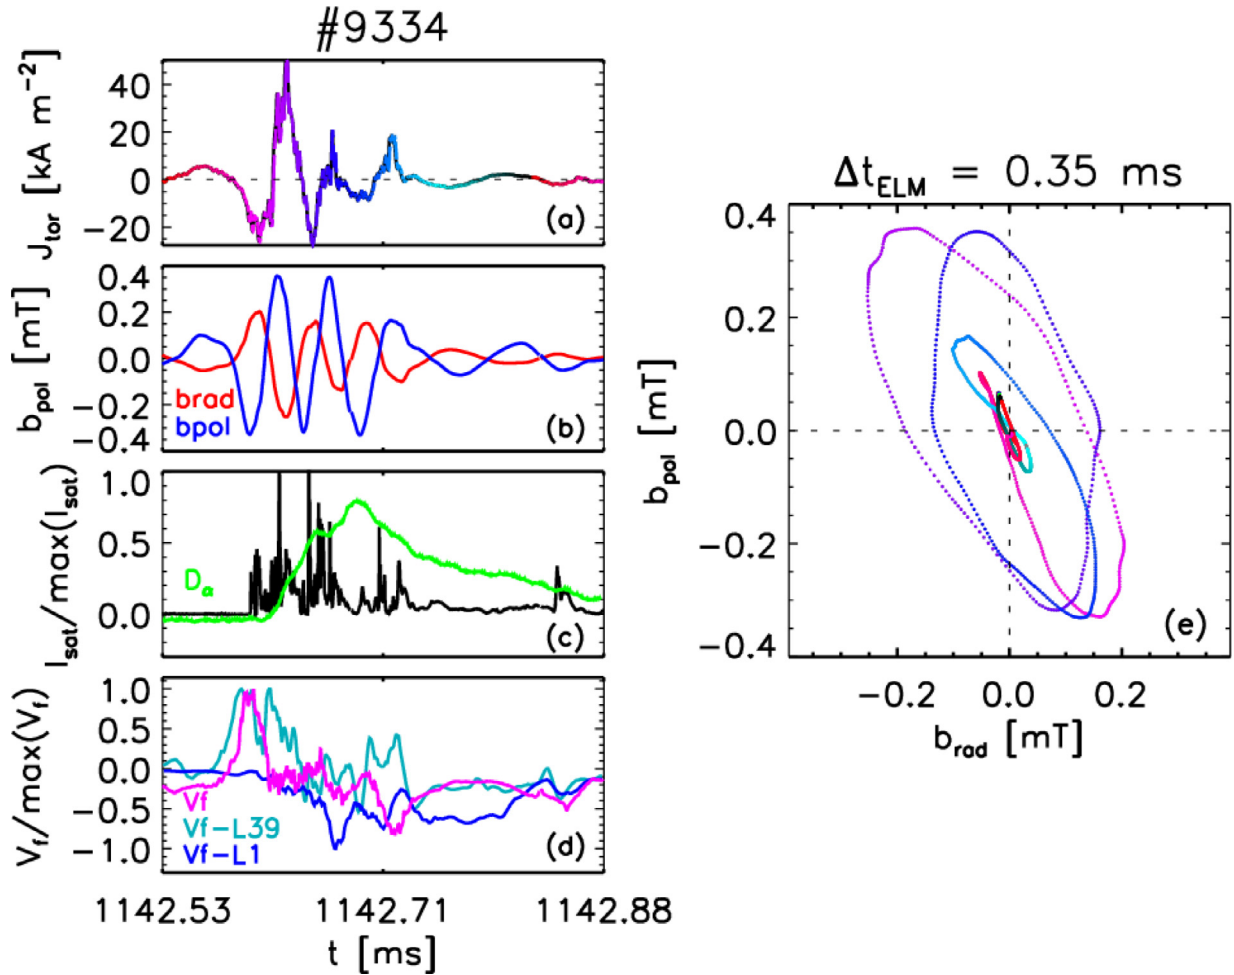 #9334
J_tor [kA m^-2]
40
20
0
-20
(a)
b_pol [mT]
0.4
0.2
0.0
-0.2
-0.4
brad
bpol
(b)
I_sat/max(I_sat)
1.0
0.5
0.0
D_α
(c)
V_f/max(V_f)
1.0
0.5
0.0
-0.5
-1.0
Vf
Vf-L39
Vf-L1
(d)
1142.53 1142.71 1142.88
t [ms]
Δt_ELM = 0.35 ms
b_pol [mT]
0.4
0.2
0.0
-0.2
-0.4
(e)
-0.2 0.0 0.2
b_rad [mT]